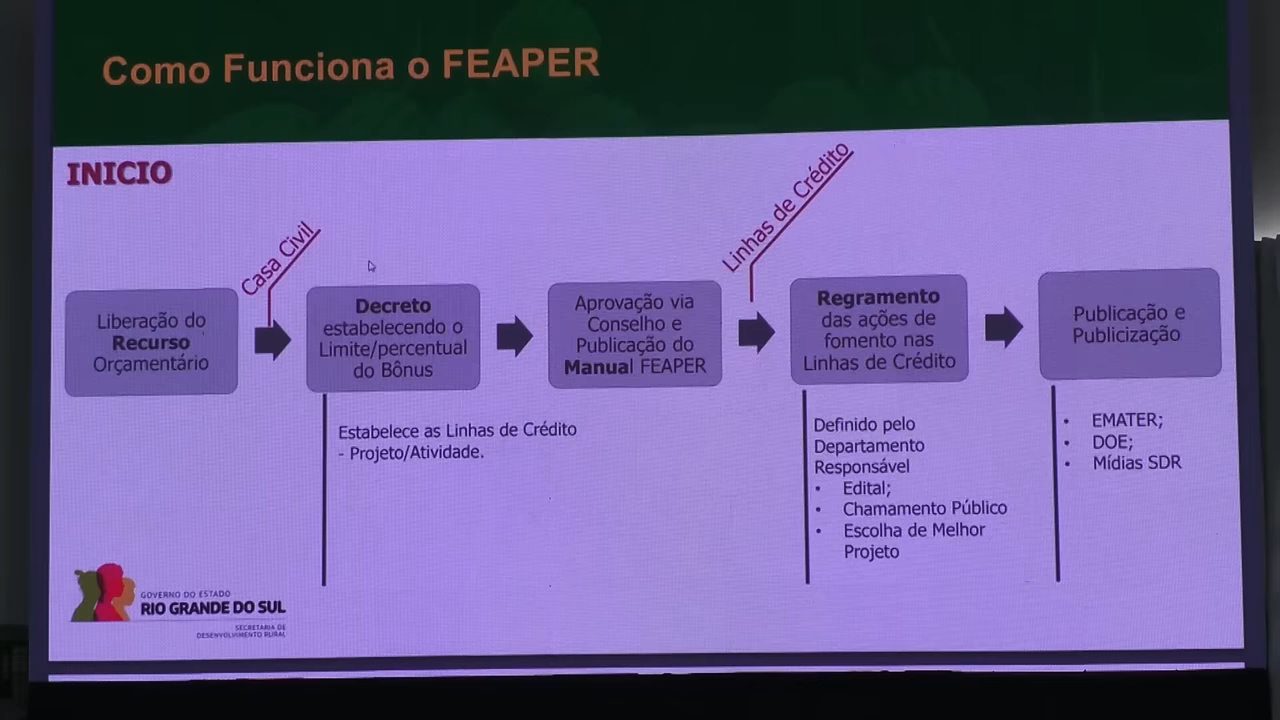 Como Funciona o FEAPER
INICIO
Casa Civil
Linhas de Crédito
Liberação do
Recurso
Orçamentário
Decreto
estabelecendo o
Limite/percentual
do Bônus
Aprovação via
Conselho e
Publicação do
Manual FEAPER
Regramento
das ações de
fomento nas
Linhas de Crédito
Publicação e
Publicização
Estabelece as Linhas de Crédito
- Projeto/Atividade.
Definido pelo
Departamento
Responsável
• Edital;
• Chamamento Público
• Escolha de Melhor
Projeto
• EMATER;
• DOE;
• Mídias SDR
GOVERNO DO ESTADO
RIO GRANDE DO SUL
SECRETARIA DE
DESENVOLVIMENTO RURAL